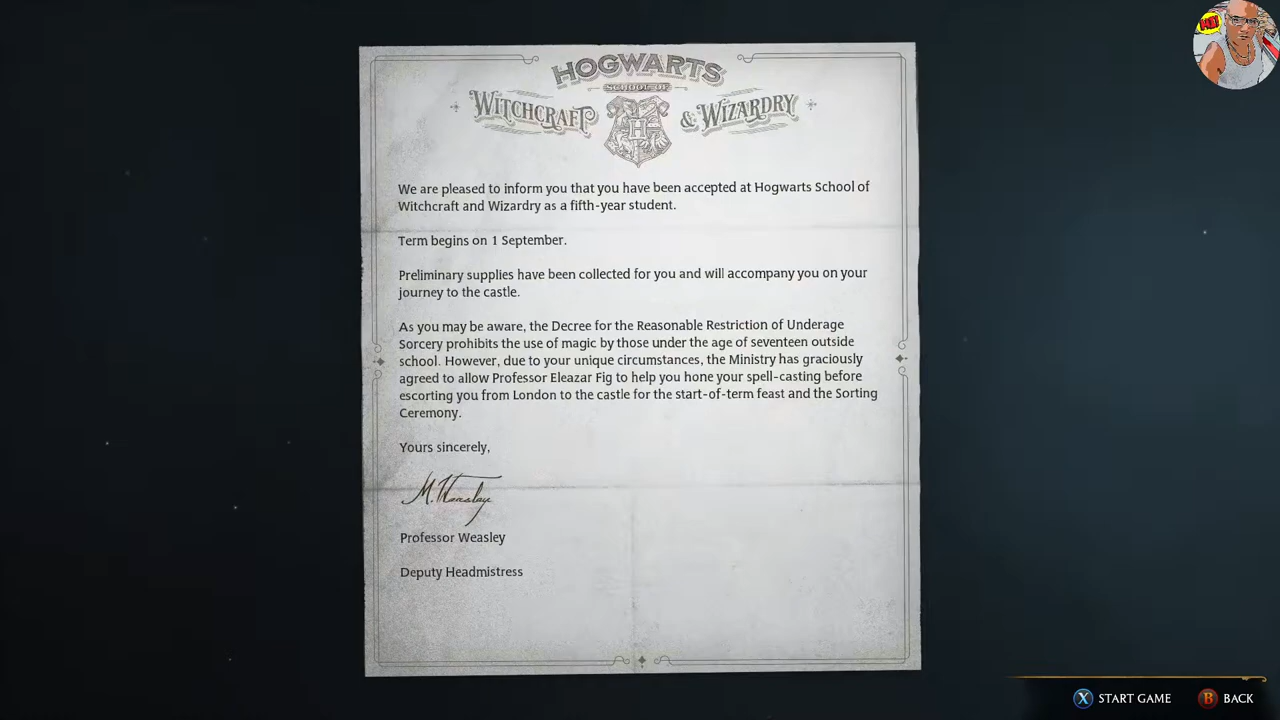 HOGWARTS
SCHOOL OF
WITCHCRAFT & WIZARDRY
H
We are pleased to inform you that you have been accepted at Hogwarts School of
Witchcraft and Wizardry as a fifth-year student.
Term begins on 1 September.
Preliminary supplies have been collected for you and will accompany you on your
journey to the castle.
As you may be aware, the Decree for the Reasonable Restriction of Underage
Sorcery prohibits the use of magic by those under the age of seventeen outside
school. However, due to your unique circumstances, the Ministry has graciously
agreed to allow Professor Eleazar Fig to help you hone your spell-casting before
escorting you from London to the castle for the start-of-term feast and the Sorting
Ceremony.
Yours sincerely,
M. Weasley
Professor Weasley
Deputy Headmistress
X START GAME B BACK